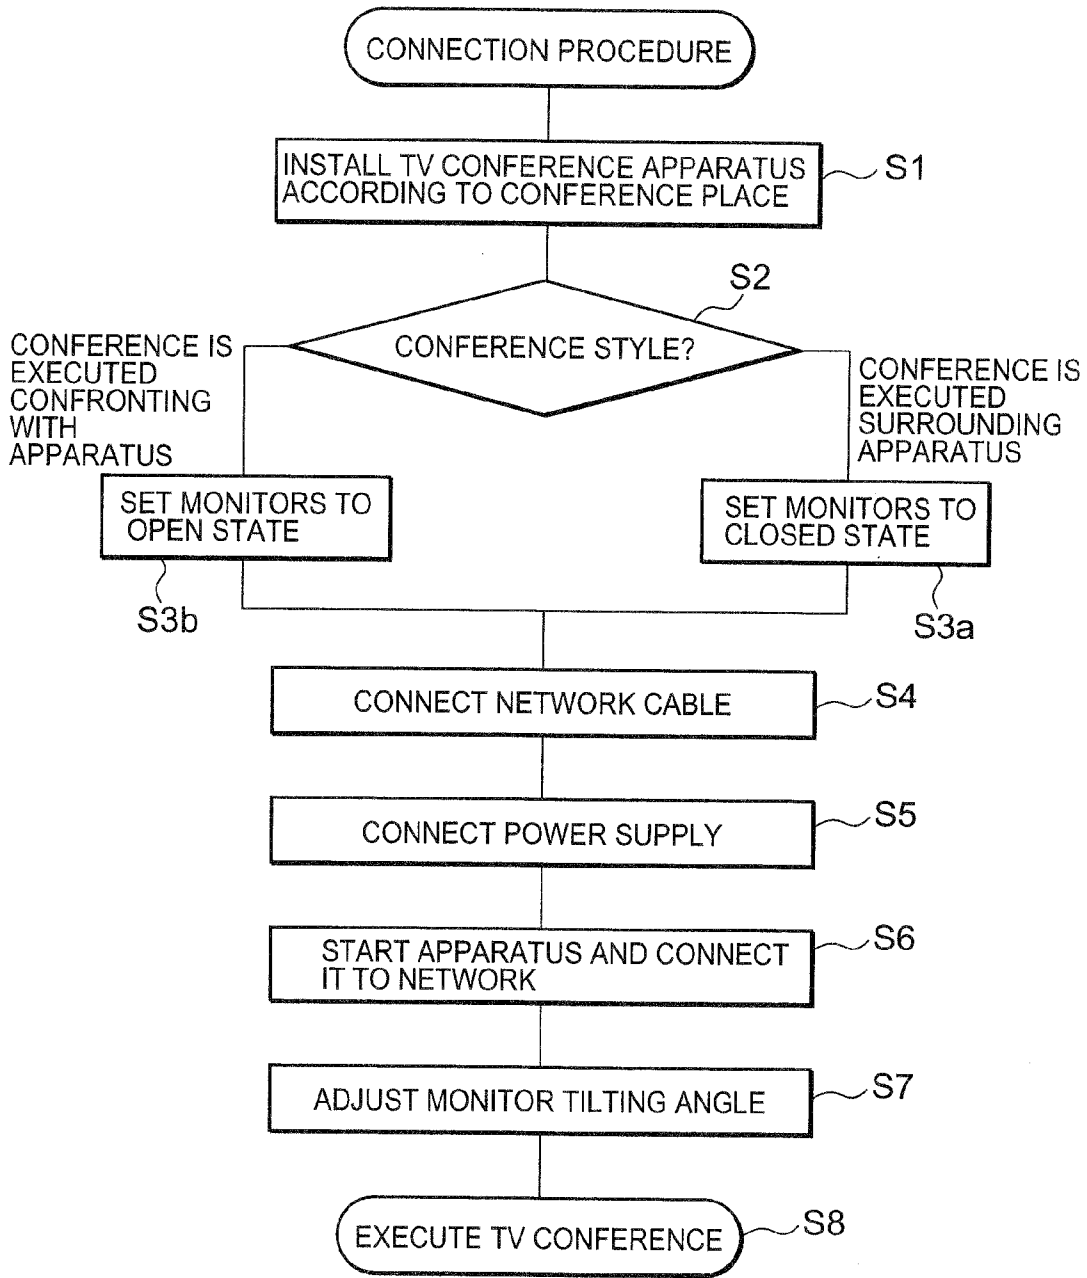 CONNECTION PROCEDURE
INSTALL TV CONFERENCE APPARATUS
ACCORDING TO CONFERENCE PLACE
S1
S2
CONFERENCE STYLE?
CONFERENCE IS
EXECUTED
CONFRONTING
WITH
APPARATUS
CONFERENCE IS
EXECUTED
SURROUNDING
APPARATUS
SET MONITORS TO
OPEN STATE
S3b
SET MONITORS TO
CLOSED STATE
S3a
CONNECT NETWORK CABLE
S4
CONNECT POWER SUPPLY
S5
START APPARATUS AND CONNECT
IT TO NETWORK
S6
ADJUST MONITOR TILTING ANGLE
S7
EXECUTE TV CONFERENCE
S8